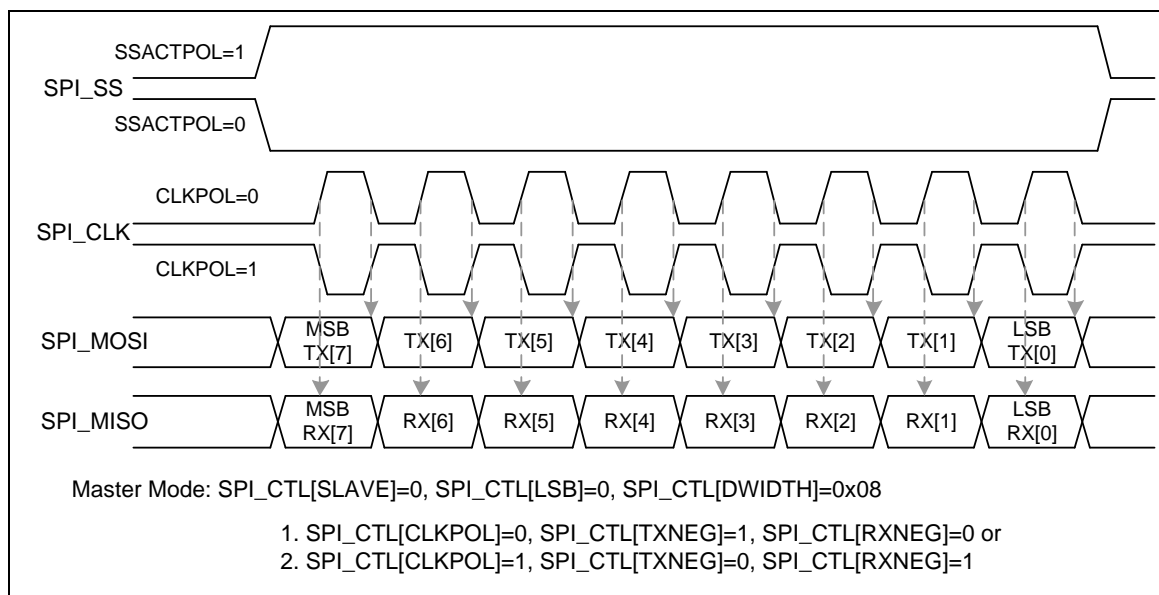 SSACTPOL=1
SPI_SS
SSACTPOL=0
CLKPOL=0
SPI_CLK
CLKPOL=1
SPI_MOSI
MSB TX[7]
TX[6]
TX[5]
TX[4]
TX[3]
TX[2]
TX[1]
LSB TX[0]
SPI_MISO
MSB RX[7]
RX[6]
RX[5]
RX[4]
RX[3]
RX[2]
RX[1]
LSB RX[0]
Master Mode: SPI_CTL[SLAVE]=0, SPI_CTL[LSB]=0, SPI_CTL[DWIDTH]=0x08
1. SPI_CTL[CLKPOL]=0, SPI_CTL[TXNEG]=1, SPI_CTL[RXNEG]=0 or
2. SPI_CTL[CLKPOL]=1, SPI_CTL[TXNEG]=0, SPI_CTL[RXNEG]=1